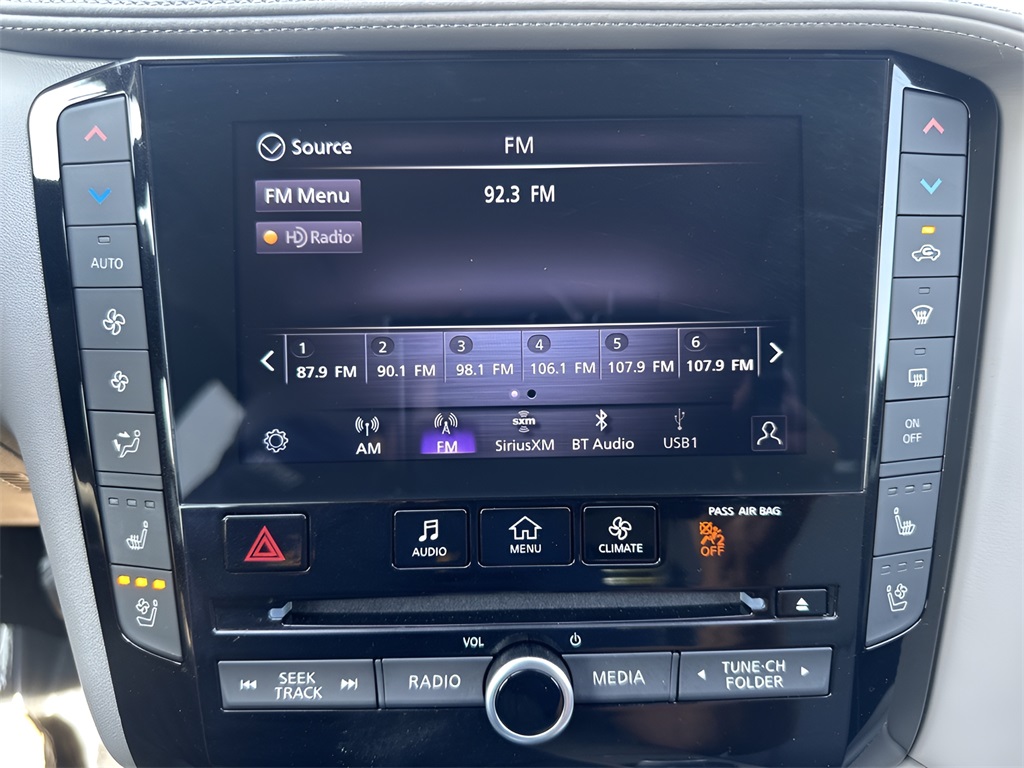 Source
FM
FM Menu
92.3 FM
HD Radio
AUTO
1
2
3
4
5
6
87.9 FM
90.1 FM
98.1 FM
106.1 FM
107.9 FM
107.9 FM
AM
FM
sxm
SiriusXM
BT Audio
USB1
ON
OFF
AUDIO
MENU
CLIMATE
PASS AIR BAG
2
OFF
VOL
SEEK
TRACK
RADIO
MEDIA
TUNE·CH
FOLDER